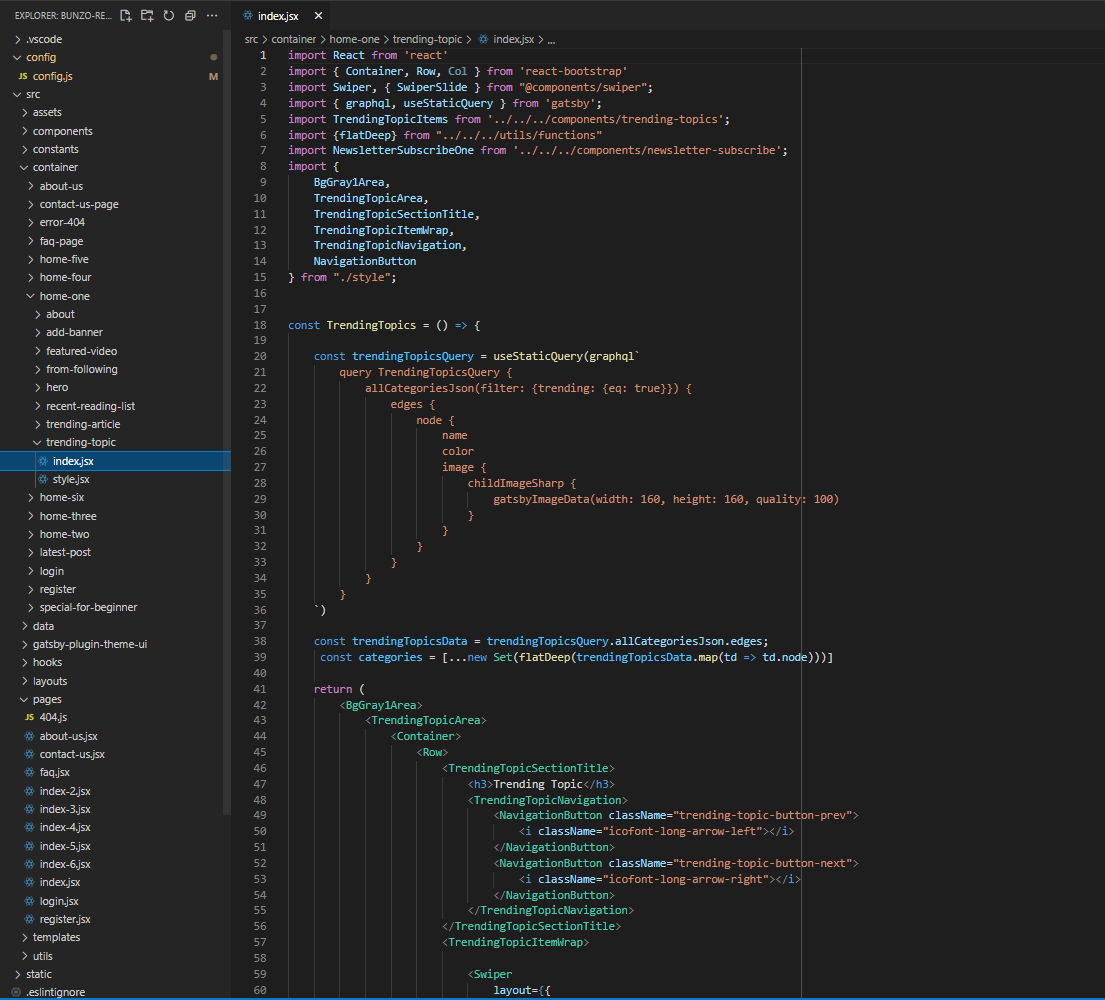 EXPLORER: BUNZO-RE...
.vscode
config
JS config.js M
src
assets
components
constants
container
about-us
contact-us-page
error-404
faq-page
home-five
home-four
home-one
about
add-banner
featured-video
from-following
hero
recent-reading-list
trending-article
trending-topic
index.jsx
style.jsx
home-six
home-three
home-two
latest-post
login
register
special-for-beginner
data
gatsby-plugin-theme-ui
hooks
layouts
pages
JS 404.js
about-us.jsx
contact-us.jsx
faq.jsx
index-2.jsx
index-3.jsx
index-4.jsx
index-5.jsx
index-6.jsx
index.jsx
login.jsx
register.jsx
templates
utils
static
.eslintignore
index.jsx
src > container > home-one > trending-topic > index.jsx > ...
1 import React from 'react'
2 import { Container, Row, Col } from 'react-bootstrap'
3 import Swiper, { SwiperSlide } from "@components/swiper";
4 import { graphql, useStaticQuery } from 'gatsby';
5 import TrendingTopicItems from '../../../components/trending-topics';
6 import {flatDeep} from "../../../utils/functions"
7 import NewsletterSubscribeOne from '../../../components/newsletter-subscribe';
8 import {
9 BgGray1Area,
10 TrendingTopicArea,
11 TrendingTopicSectionTitle,
12 TrendingTopicItemWrap,
13 TrendingTopicNavigation,
14 NavigationButton
15 } from "./style";
16
17
18 const TrendingTopics = () => {
19
20 const trendingTopicsQuery = useStaticQuery(graphql`
21 query TrendingTopicsQuery {
22 allCategoriesJson(filter: {trending: {eq: true}}) {
23 edges {
24 node {
25 name
26 color
27 image {
28 childImageSharp {
29 gatsbyImageData(width: 160, height: 160, quality: 100)
30 }
31 }
32 }
33 }
34 }
35 }
36 `)
37
38 const trendingTopicsData = trendingTopicsQuery.allCategoriesJson.edges;
39 const categories = [...new Set(flatDeep(trendingTopicsData.map(td => td.node)))]
40
41 return (
42 <BgGray1Area>
43 <TrendingTopicArea>
44 <Container>
45 <Row>
46 <TrendingTopicSectionTitle>
47 <h3>Trending Topic</h3>
48 <TrendingTopicNavigation>
49 <NavigationButton className="trending-topic-button-prev">
50 <i className="icofont-long-arrow-left"></i>
51 </NavigationButton>
52 <NavigationButton className="trending-topic-button-next">
53 <i className="icofont-long-arrow-right"></i>
54 </NavigationButton>
55 </TrendingTopicNavigation>
56 </TrendingTopicSectionTitle>
57 <TrendingTopicItemWrap>
58
59 <Swiper
60 layout={{